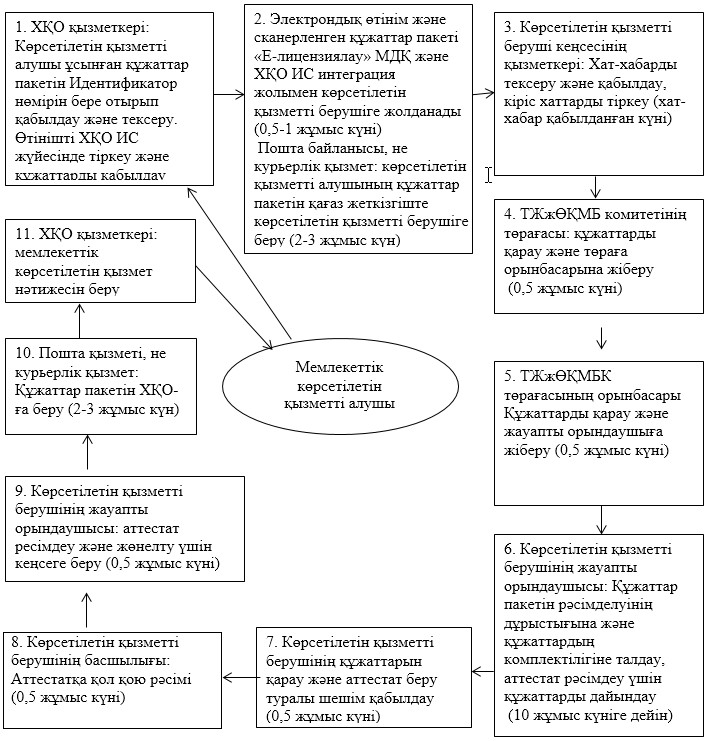 1. ХҚО қызметкері:
Көрсетілетін қызметті
алушы ұсынған құжаттар
пакетін Идентификатор
нөмірін бере отырып
қабылдау және тексеру.
Өтінішті ХҚО ИС
жүйесінде тіркеу және
құжаттарды қабылдау
2. Электрондық өтінім және
сканерленген құжаттар пакеті
«Е-лицензиялау» МДҚ және
ХҚО ИС интеграция
жолымен көрсетілетін
қызметті берушіге жолданады
(0,5-1 жұмыс күні)
Пошта байланысы, не
курьерлік қызмет: көрсетілетін
қызметті алушының құжаттар
пакетін қағаз жеткізгіште
көрсетілетін қызметті берушіге
беру (2-3 жұмыс күн)
3. Көрсетілетін қызметті
беруші кеңсесінің
қызметкері: Хат-хабарды
тексеру және қабылдау,
кіріс хаттарды тіркеу (хат-
хабар қабылданған күні)
4. ТЖжӨҚМБ комитетінің
төрағасы: құжаттарды
қарау және төраға
орынбасарына жіберу
(0,5 жұмыс күні)
5. ТЖжӨҚМБК
төрағасының орынбасары
Құжаттарды қарау және
жауапты орындаушыға
жіберу (0,5 жұмыс күні)
6. Көрсетілетін қызметті
берушінің жауапты
орындаушысы: Құжаттар
пакетін рәсімделуінің
дұрыстығына және
құжаттардың
комплектілігіне талдау,
аттестат рәсімдеу үшін
құжаттарды дайындау
(10 жұмыс күніге дейін)
7. Көрсетілетін қызметті
берушінің құжаттарын
қарау және аттестат беру
туралы шешім қабылдау
(0,5 жұмыс күні)
8. Көрсетілетін қызметті
берушінің басшылығы:
Аттестатқа қол қою рәсімі
(0,5 жұмыс күні)
9. Көрсетілетін қызметті
берушінің жауапты
орындаушысы: аттестат
ресімдеу және жөнелту үшін
кеңсеге беру (0,5 жұмыс күні)
10. Пошта қызметі, не
курьерлік қызмет:
Құжаттар пакетін ХҚО-
ға беру (2-3 жұмыс күн)
11. ХҚО қызметкері:
мемлекеттік
көрсетілетін қызмет
нәтижесін беру
Мемлекеттік
көрсетілетін
қызметті алушы